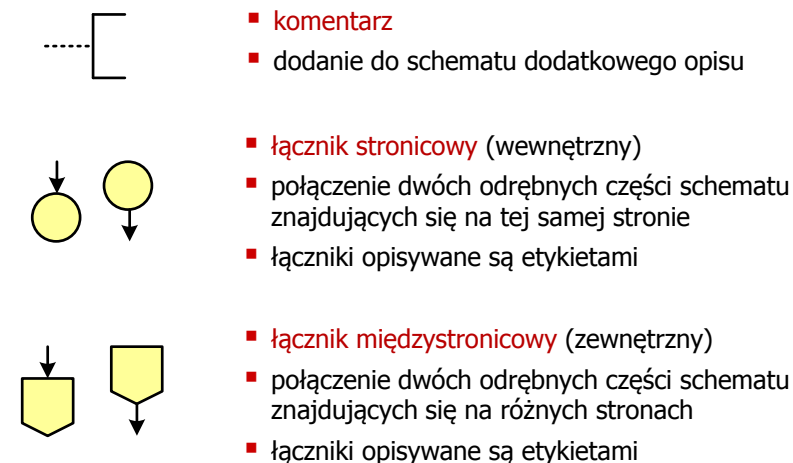 ▪ komentarz
▪ dodanie do schematu dodatkowego opisu
▪ łącznik stronicowy (wewnętrzny)
▪ połączenie dwóch odrębnych części schematu
znajdujących się na tej samej stronie
▪ łączniki opisywane są etykietami
▪ łącznik międzystronicowy (zewnętrzny)
▪ połączenie dwóch odrębnych części schematu
znajdujących się na różnych stronach
▪ łączniki opisywane są etykietami